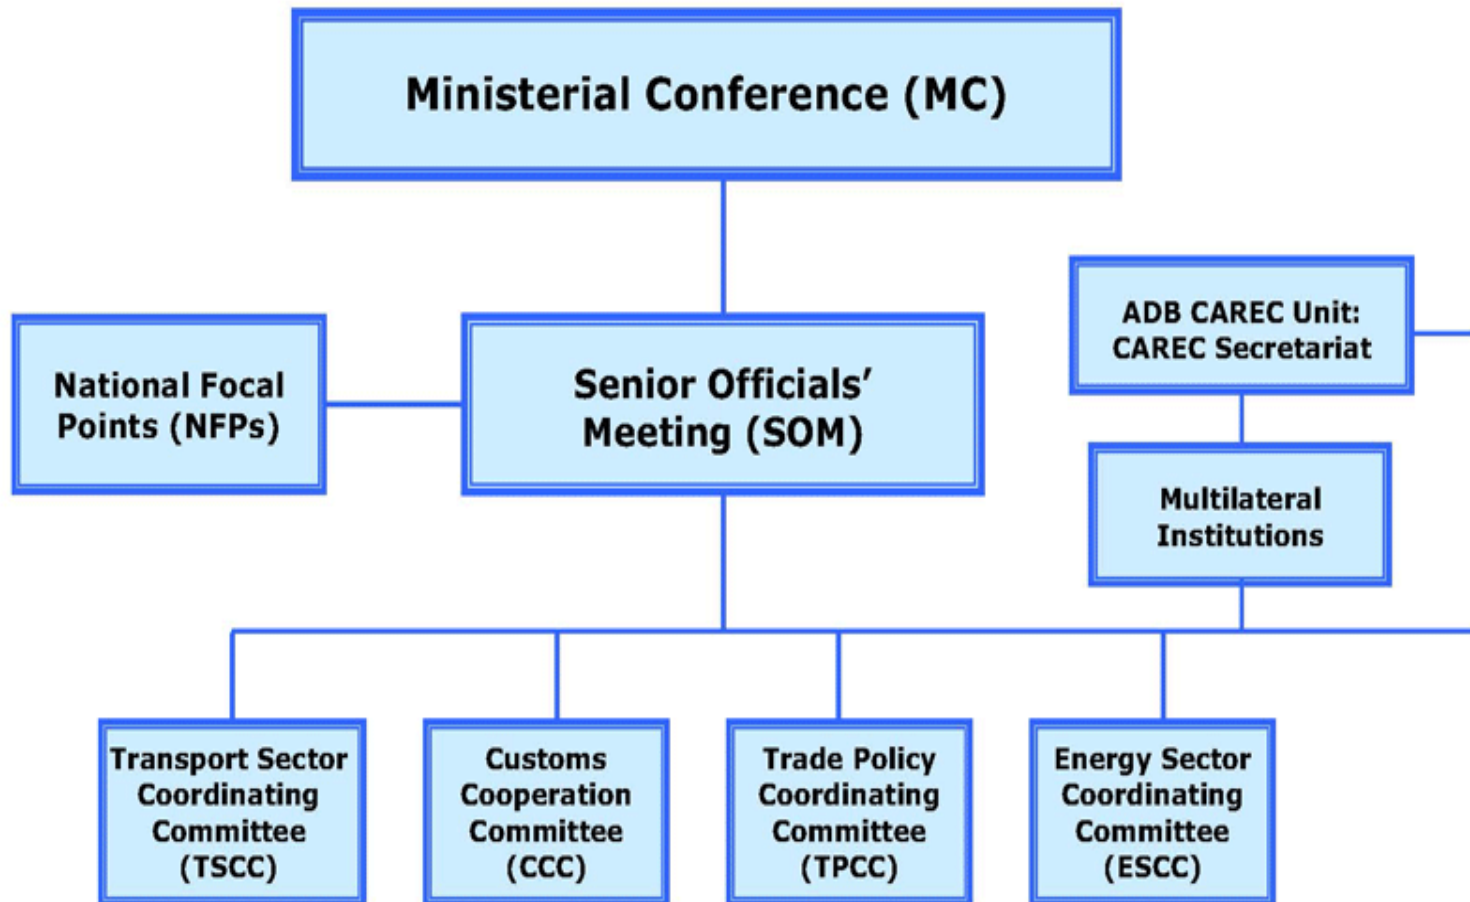 Ministerial Conference (MC)
ADB CAREC Unit:
CAREC Secretariat
National Focal
Points (NFPs)
Senior Officials’
Meeting (SOM)
Multilateral
Institutions
Transport Sector
Coordinating
Committee
(TSCC)
Customs
Cooperation
Committee
(CCC)
Trade Policy
Coordinating
Committee
(TPCC)
Energy Sector
Coordinating
Committee
(ESCC)